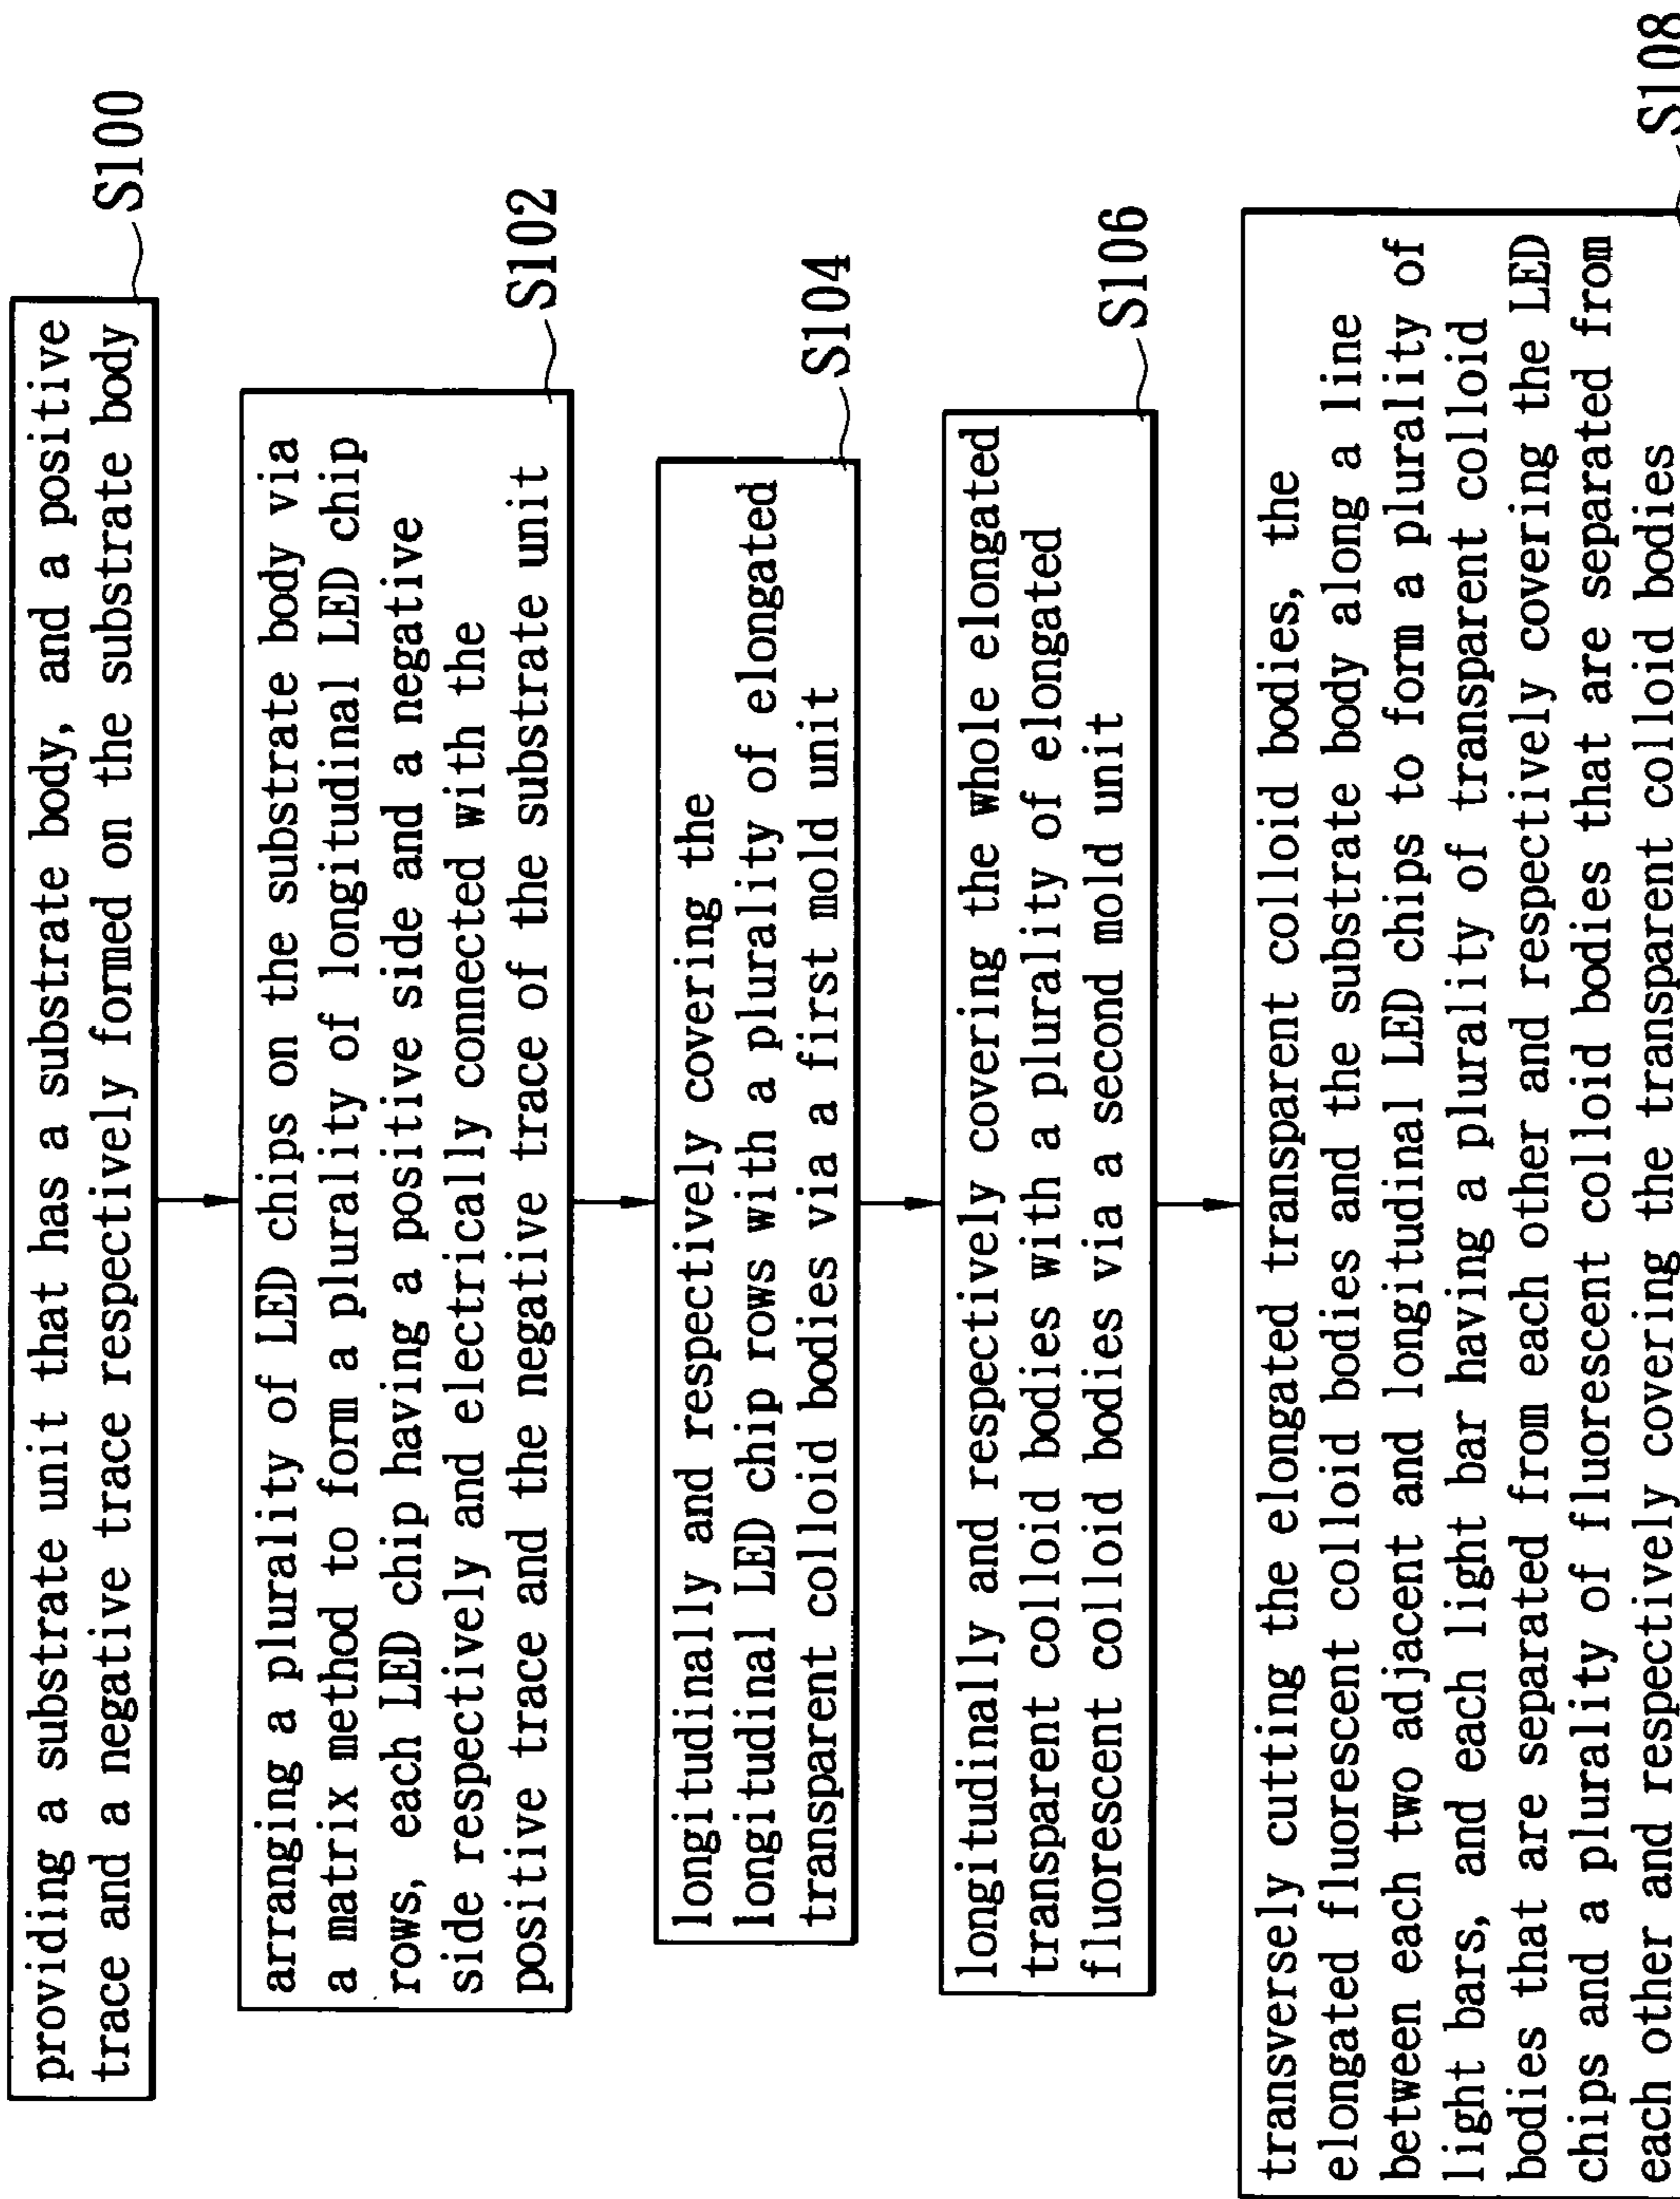 providing a substrate unit that has a substrate body, and a positive
trace and a negative trace respectively formed on the substrate body
S100
arranging a plurality of LED chips on the substrate body via
a matrix method to form a plurality of longitudinal LED chip
rows, each LED chip having a positive side and a negative
side respectively and electrically connected with the
positive trace and the negative trace of the substrate unit
S102
longitudinally and respectively covering the
longitudinal LED chip rows with a plurality of elongated
transparent colloid bodies via a first mold unit
S104
longitudinally and respectively covering the whole elongated
transparent colloid bodies with a plurality of elongated
fluorescent colloid bodies via a second mold unit
S106
transversely cutting the elongated transparent colloid bodies, the
elongated fluorescent colloid bodies and the substrate body along a line
between each two adjacent and longitudinal LED chips to form a plurality of
light bars, and each light bar having a plurality of transparent colloid
bodies that are separated from each other and respectively covering the LED
chips and a plurality of fluorescent colloid bodies that are separated from
each other and respectively covering the transparent colloid bodies
S108